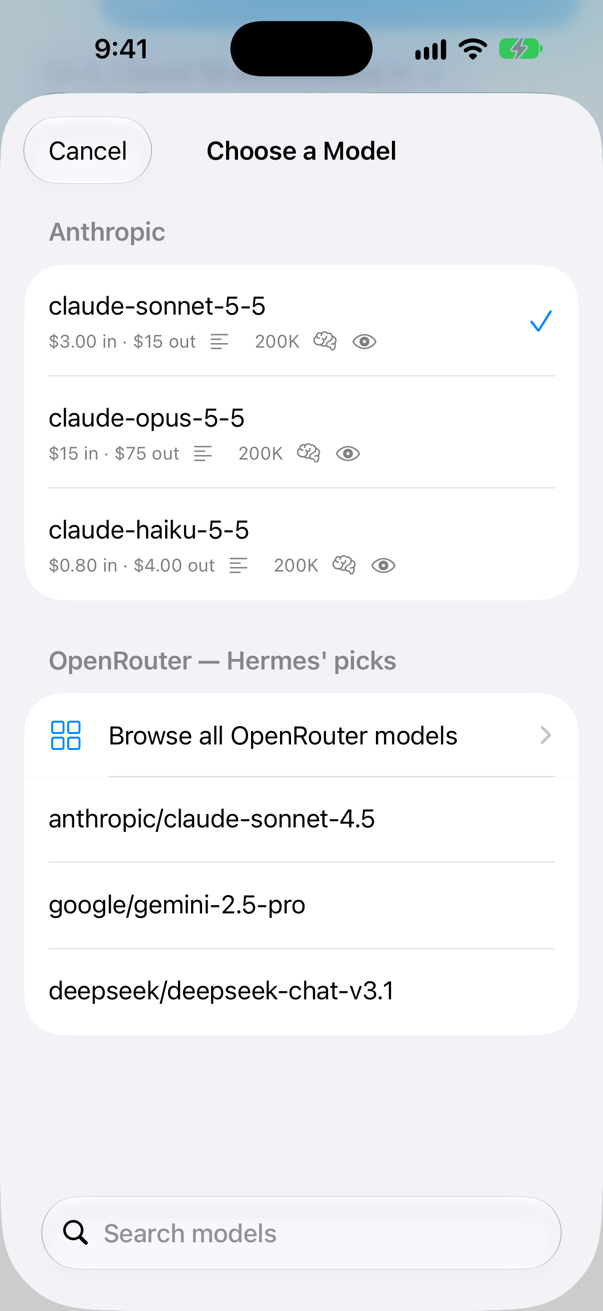 9:41
Cancel
Choose a Model
Anthropic
claude-sonnet-5-5
$3.00 in · $15 out 200K
claude-opus-5-5
$15 in · $75 out 200K
claude-haiku-5-5
$0.80 in · $4.00 out 200K
OpenRouter — Hermes' picks
Browse all OpenRouter models
anthropic/claude-sonnet-4.5
google/gemini-2.5-pro
deepseek/deepseek-chat-v3.1
Search models